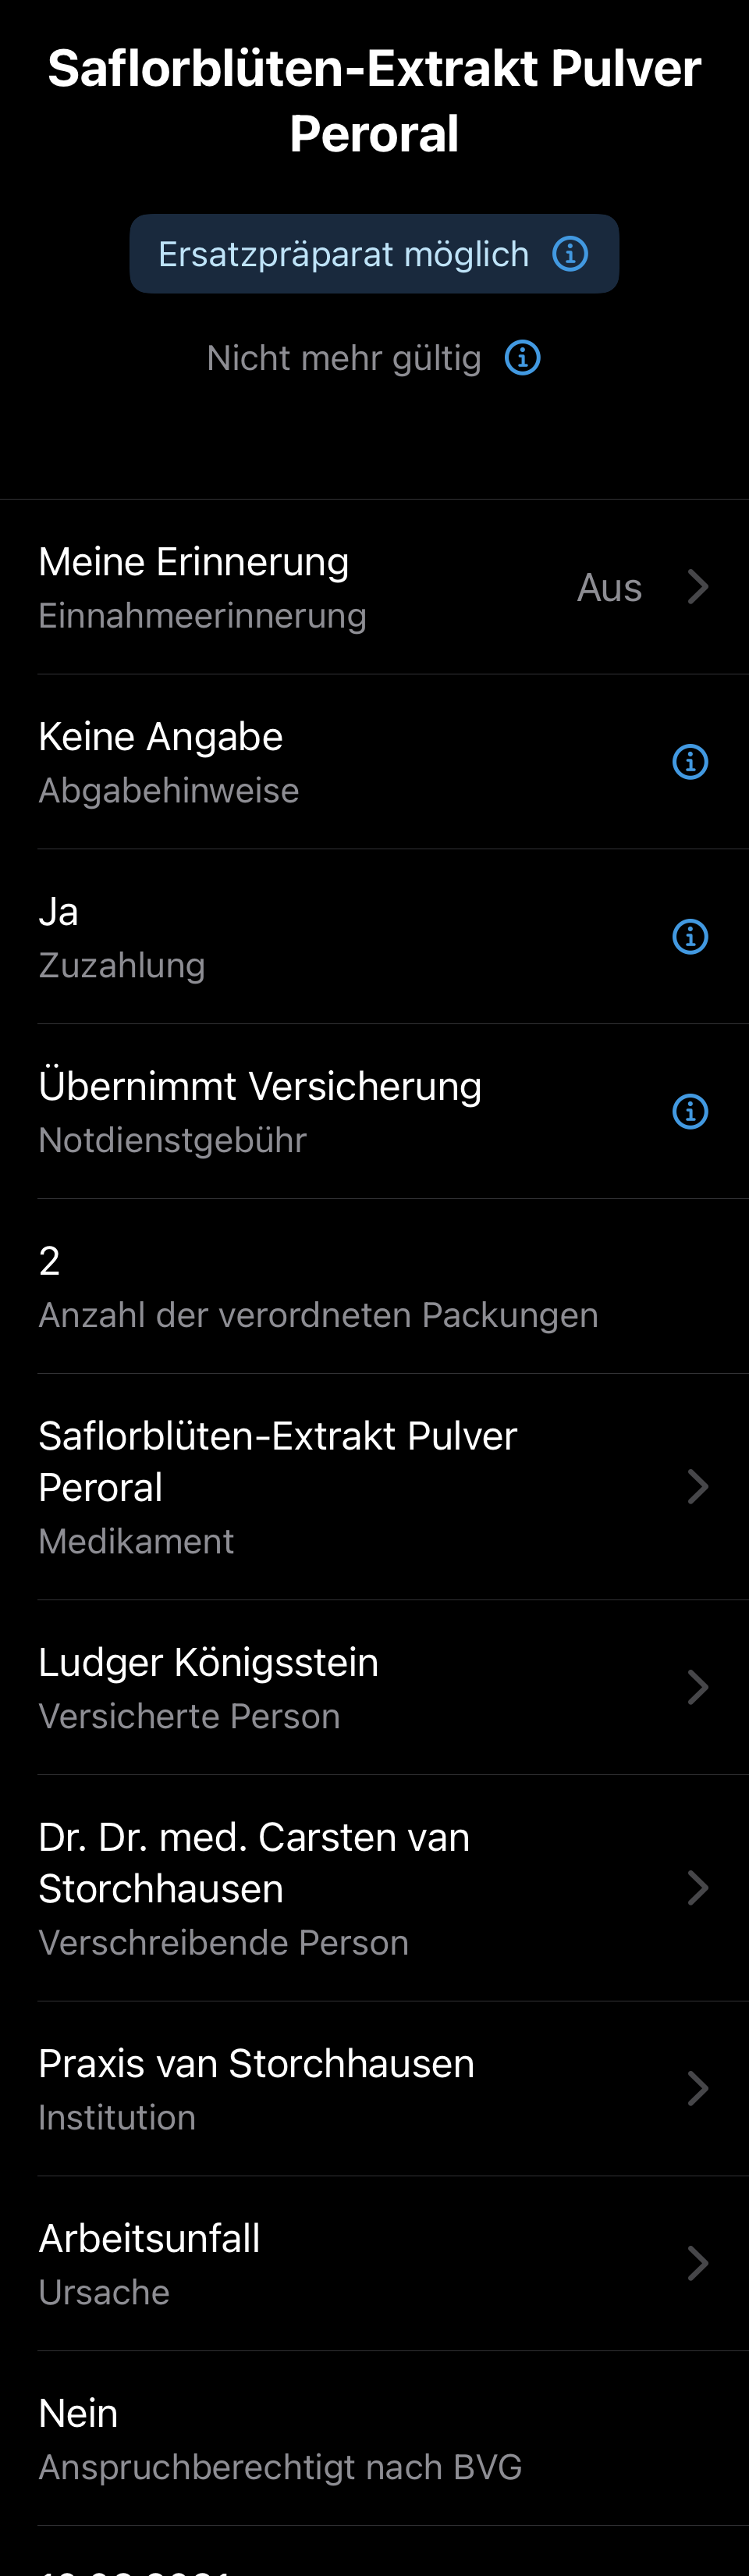 Saflorblüten-Extrakt Pulver
Peroral
Ersatzpräparat möglich
Nicht mehr gültig
Meine Erinnerung
Einnahmeerinnerung
Aus
Keine Angabe
Abgabehinweise
Ja
Zuzahlung
Übernimmt Versicherung
Notdienstgebühr
2
Anzahl der verordneten Packungen
Saflorblüten-Extrakt Pulver
Peroral
Medikament
Ludger Königsstein
Versicherte Person
Dr. Dr. med. Carsten van
Storchhausen
Verschreibende Person
Praxis van Storchhausen
Institution
Arbeitsunfall
Ursache
Nein
Anspruchberechtigt nach BVG